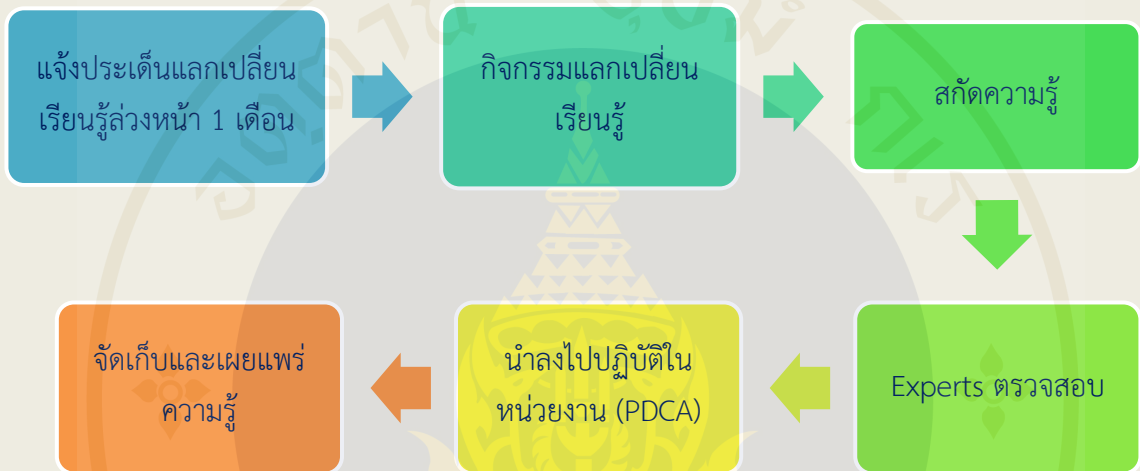 แจ้งประเด็นแลกเปลี่ยน
เรียนรู้ล่วงหน้า 1 เดือน
กิจกรรมแลกเปลี่ยน
เรียนรู้
สกัดความรู้
Experts ตรวจสอบ
นำลงไปปฏิบัติใน
หน่วยงาน (PDCA)
จัดเก็บและเผยแพร่
ความรู้